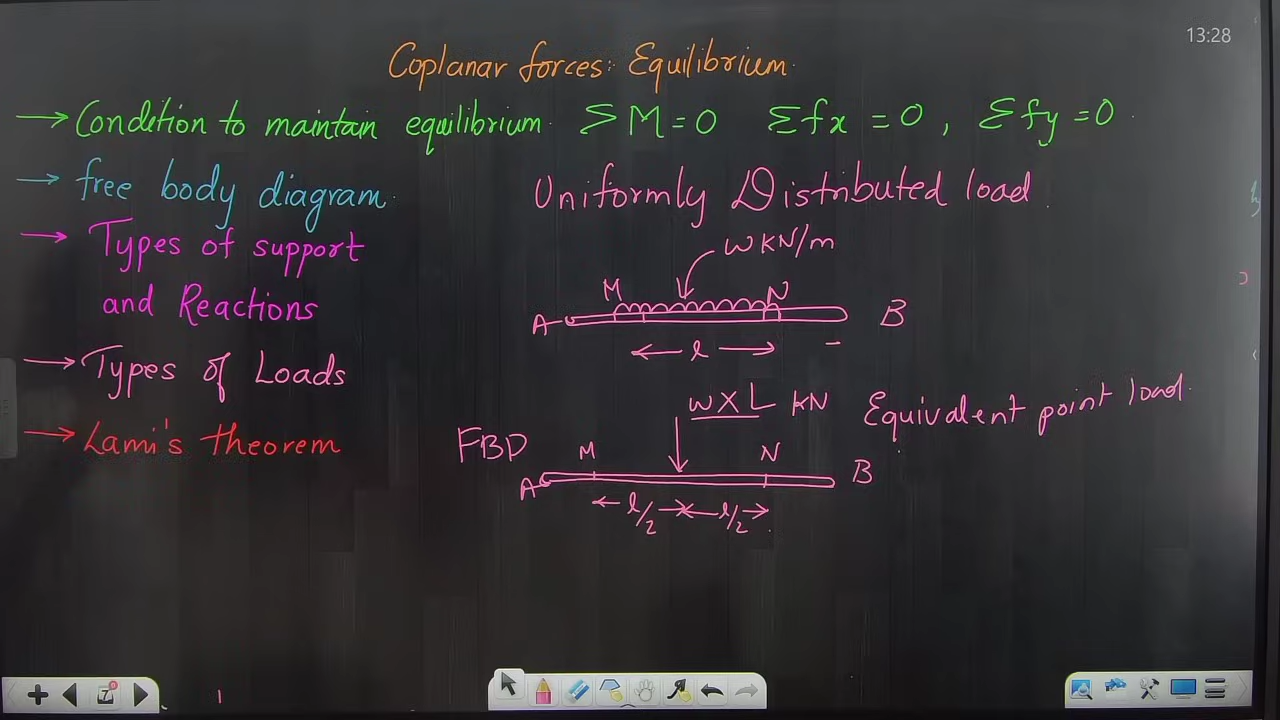 13:28
Coplanar forces: Equilibrium.
→ Condition to maintain equilibrium. ΣM=0 Σfx=0, Σfy=0.
→ free body diagram.
→ Types of support
and Reactions
→ Types of Loads
→ Lami's theorem
Uniformly Distributed load.
w KN/m
M N
A B
← l →
w X L KN Equivalent point load.
FBD
M N
A B
← l/2 →← l/2 →